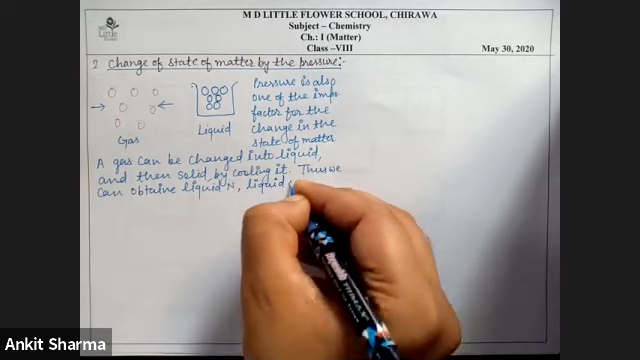 M D LITTLE FLOWER SCHOOL, CHIRAWA
Subject – Chemistry
Ch.: I (Matter)
Class –VIII
May 30, 2020
2. Change of state of matter by the pressure:-
Gas
Liquid
Pressure is also
one of the impo.
factor for the
change in the
state of matter
A gas can be changed into liquid,
and then solid, by cooling it. Thus we
can obtaine liquid N, liquid
Ankit Sharma